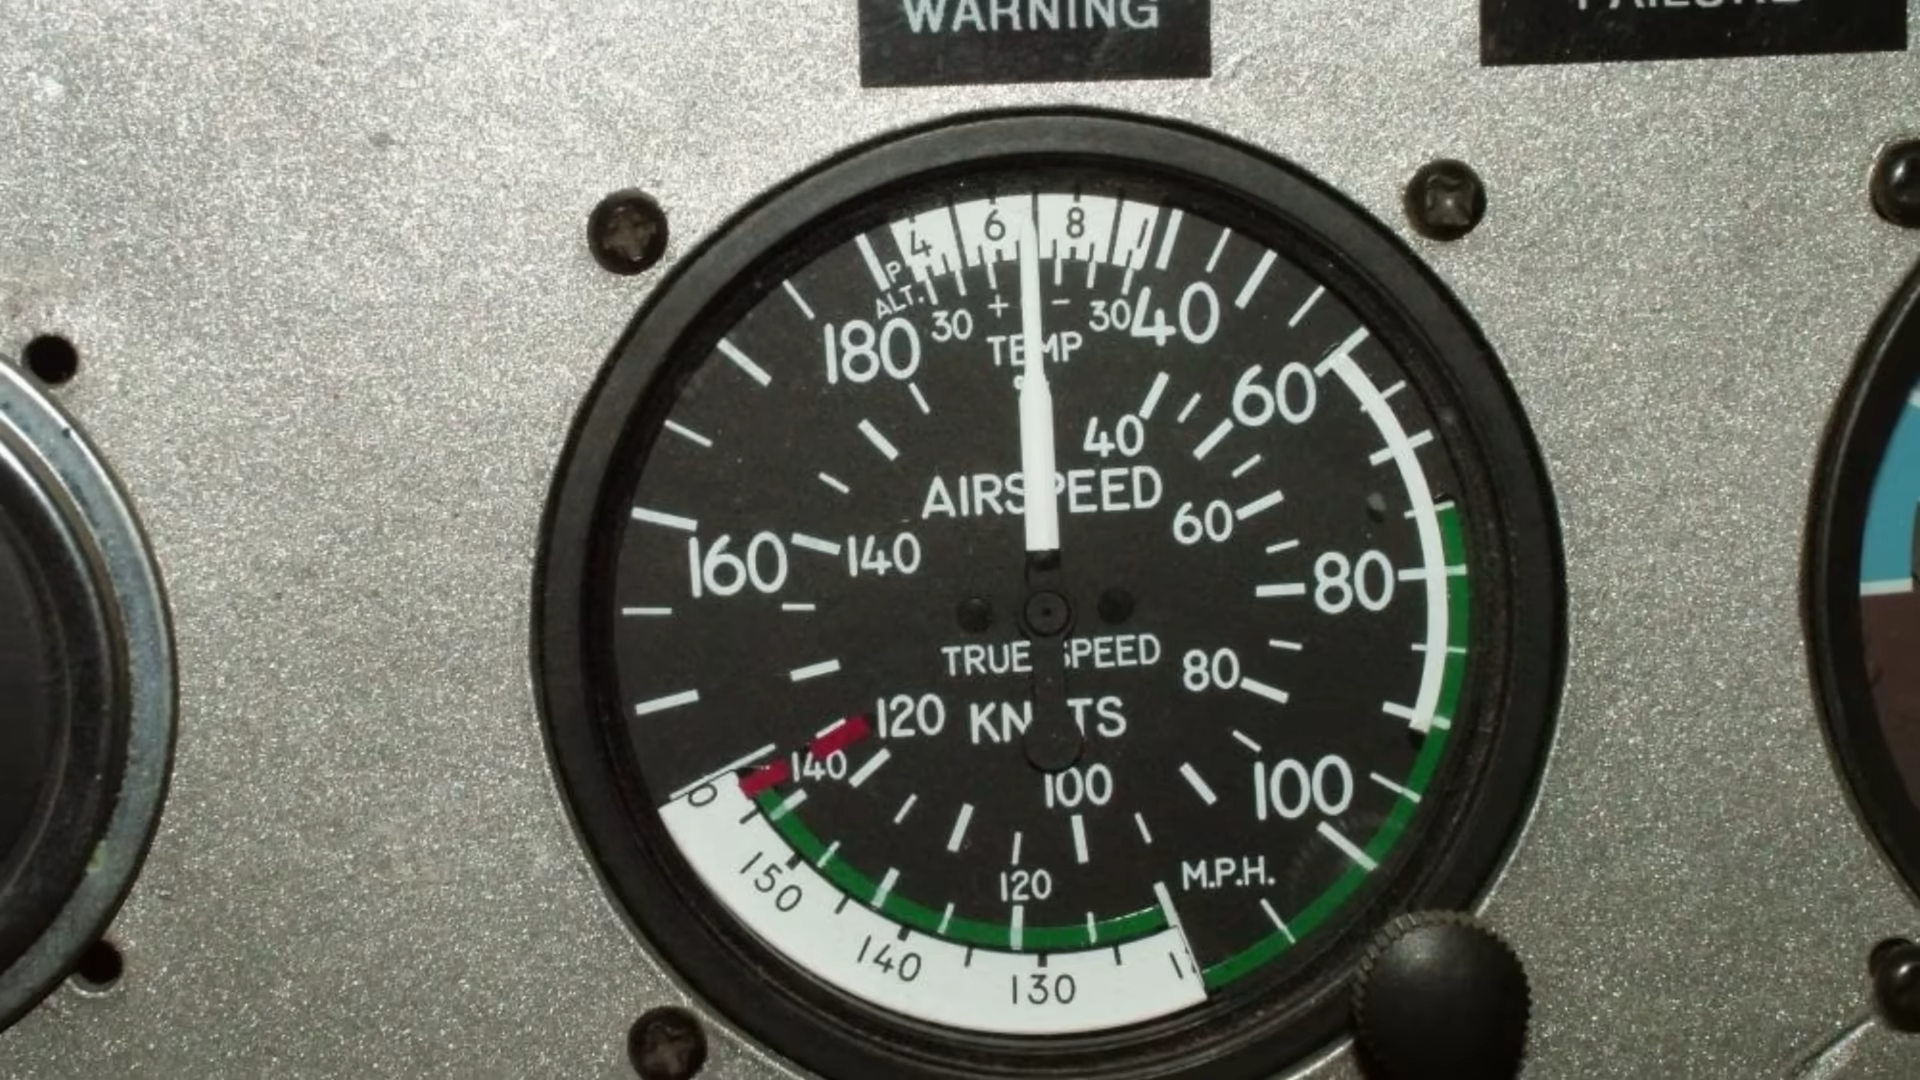 WARNING
FAILURE
4 6 8
P
ALT.
30 + - 30
TEMP
180 40
60
40
AIRSPEED
60
160 140
80
TRUE SPEED
80
120 KNOTS
140
100
100
M.P.H.
120
150
140
130